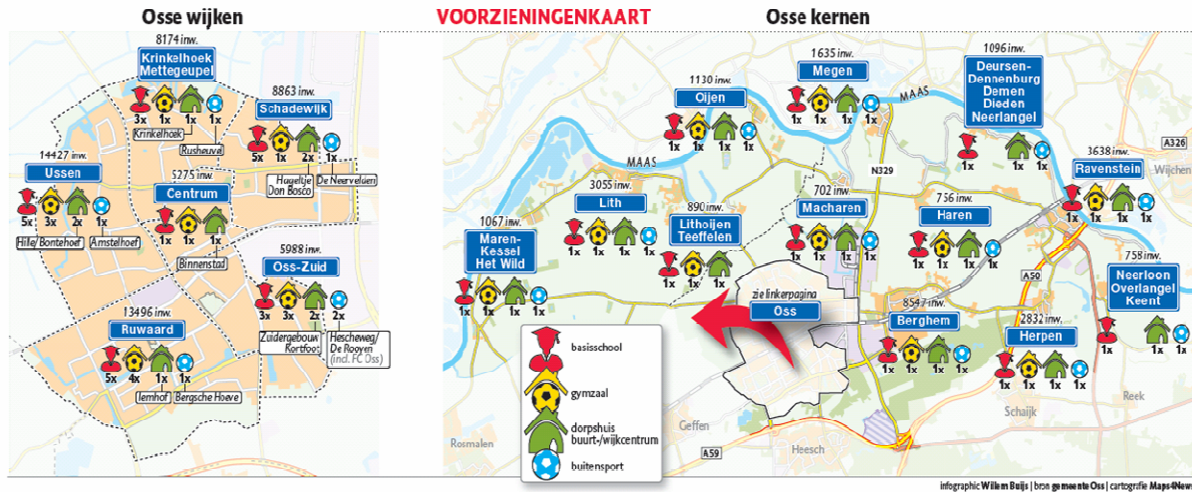 Osse wijken
VOORZIENINGENKAART
Osse kernen
8174 inw.
Krinkelhoek
Mettegeupel
3x 1x 1x 1x
Krinkelhoek
Rusheuvel
8863 inw.
Schadewijk
5x 1x 2x 1x
Hageltje
Don Bosco
De Neervelden
14427 inw.
Ussen
5x 3x 2x 1x
Hille/Bontehoef
Amstelhoef
5275 inw.
Centrum
1x 1x 1x
Binnenstad
5988 inw.
Oss-Zuid
3x 3x 2x 2x
Zuidergebouw
Kortfoort
Hescheweg/
De Rooyen
(incl. FC Oss)
13496 inw.
Ruwaard
5x 4x 1x 1x
Iemhof
Bergsche Hoeve
1130 inw.
Oijen
1x 1x 1x 1x
1635 inw.
Megen
1x 1x 1x 1x
MAAS
1096 inw.
Deursen-
Dennenburg
Demen
Dieden
Neerlangel
1x 1x 1x
MAAS
N329
3638 inw.
Ravenstein
1x 1x 1x 1x
A326
Wijchen
3055 inw.
Lith
1x 1x 1x 1x
890 inw.
Lithoijen
Teeffelen
1x 1x 1x
702 inw.
Macharen
1x 1x 1x 1x
736 inw.
Haren
1x 1x 1x 1x
1067 inw.
Maren-
Kessel
Het Wild
1x 1x 1x 1x
A50
758 inw.
Neerloon
Overlangel
Keent
1x 1x 1x
zie linkerpagina
Oss
8547 inw.
Berghem
1x 1x 1x 1x
2832 inw.
Herpen
1x 1x 1x 1x
basisschool
gymzaal
dorpshuis
buurt-/wijkcentrum
buitensport
Rosmalen
Geffen
A59
Heesch
Schaijk
Reek
infographic Willem Buijs | bron gemeente Oss | cartografie Maps4News